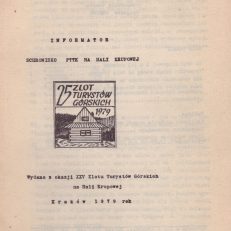 INFORMATOR
SCHRONISKO PTTK NA HALI KRUPOWEJ
25 ZLOT
TURYSTÓW
GÓRSKICH
1979
Wydano z okazji XXV Zlotu Turystów Górskich
na Hali Krupowej
Kraków 1979 rok